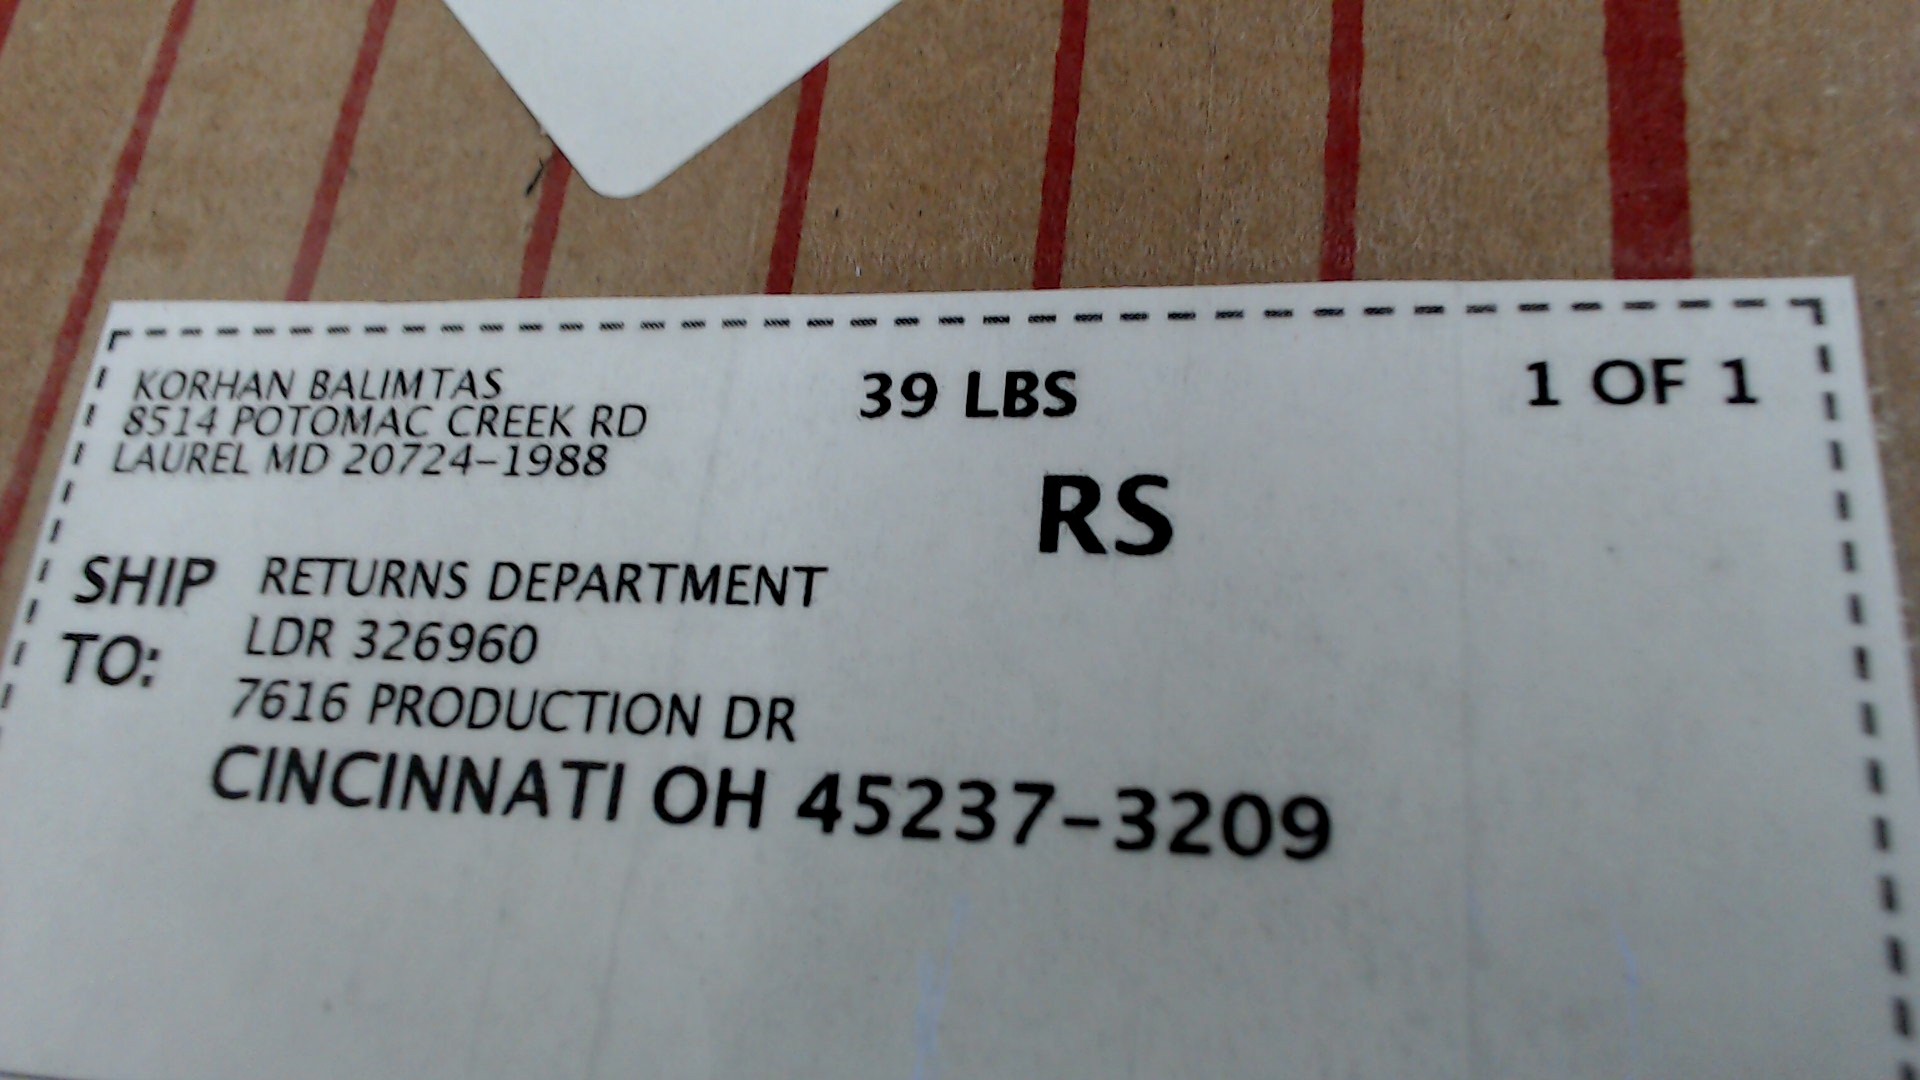 KORHAN BALIMTAS
8514 POTOMAC CREEK RD
LAUREL MD 20724-1988
39 LBS
1 OF 1
RS
SHIP TO:
RETURNS DEPARTMENT
LDR 326960
7616 PRODUCTION DR
CINCINNATI OH 45237-3209